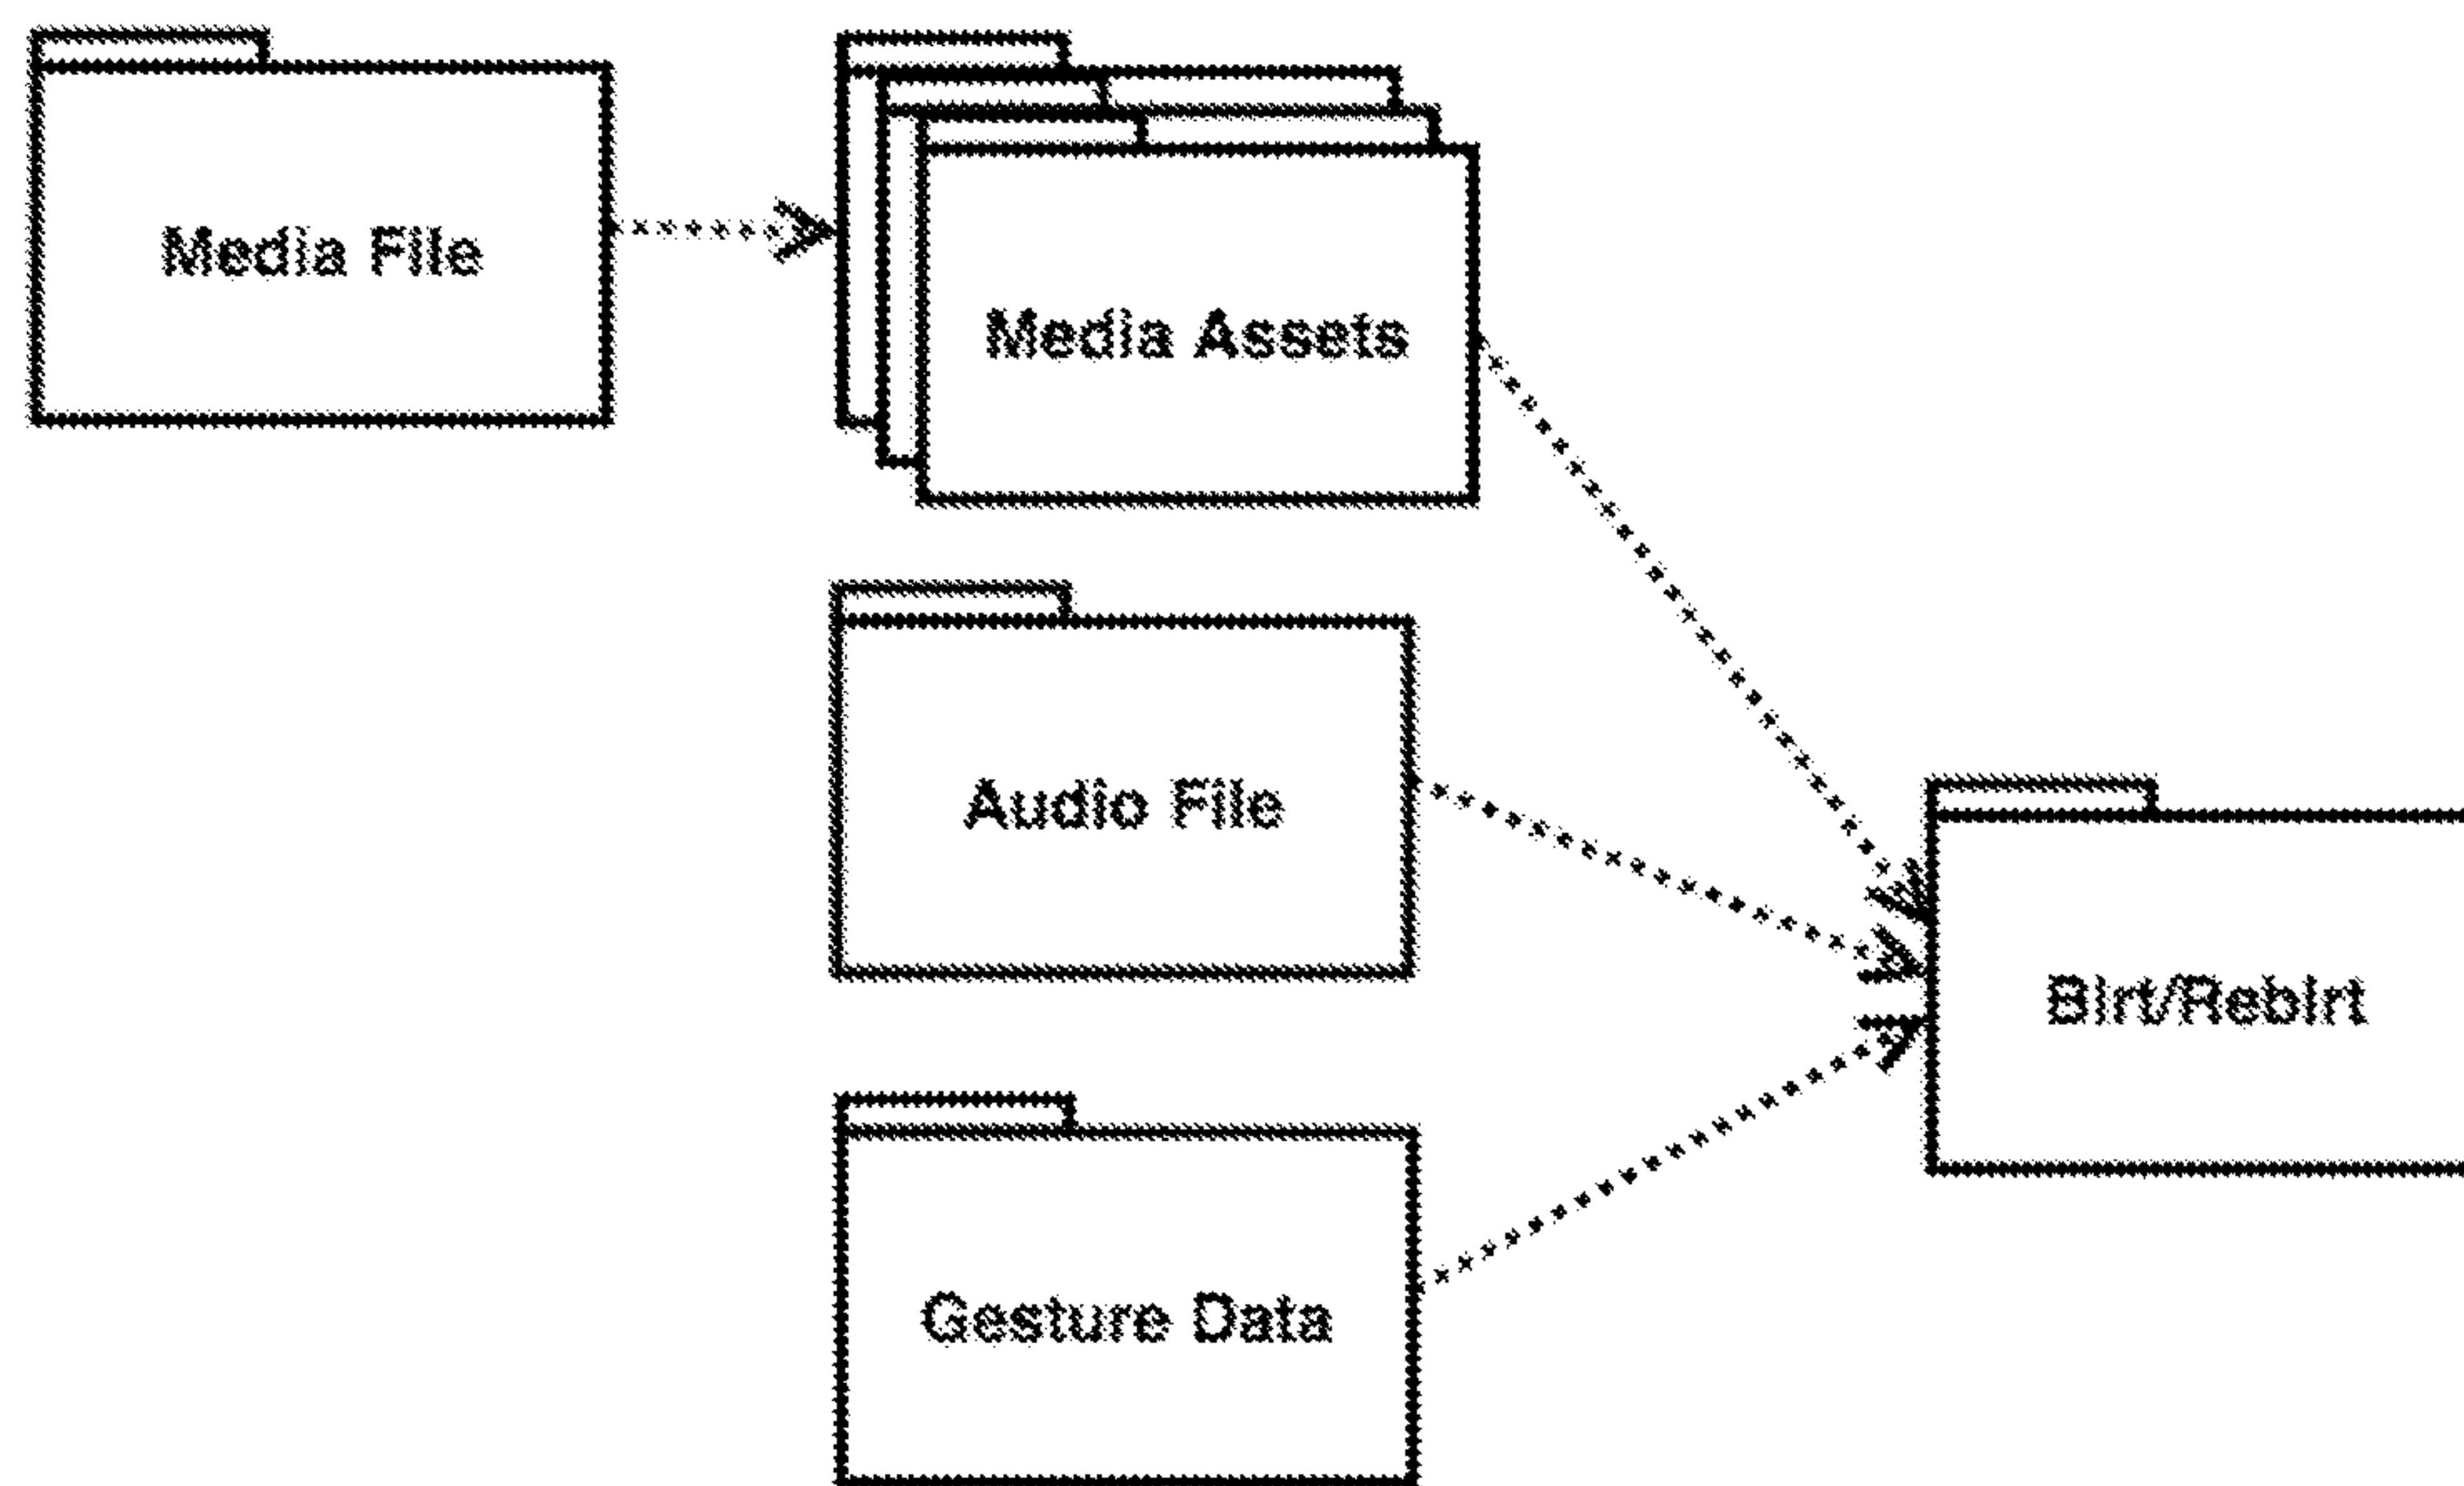 Media File
Media Assets
Audio File
Blrt/Reblrt
Gesture Data